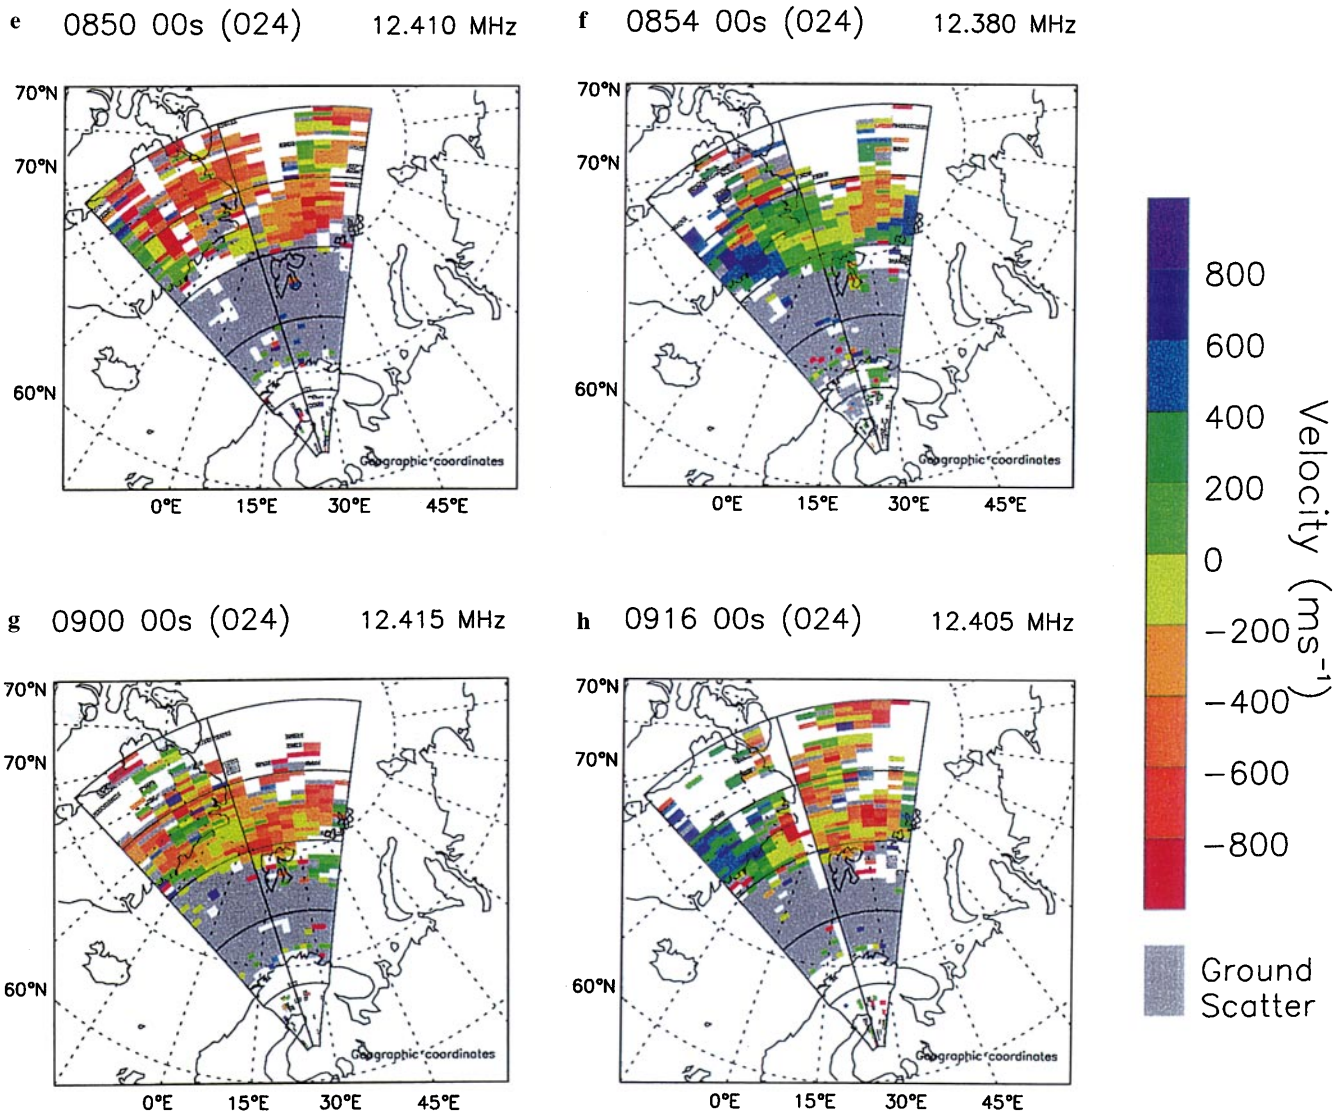 e 0850 00s (024) 12.410 MHz
f 0854 00s (024) 12.380 MHz
70°N
70°N
60°N
Geographic coordinates
0°E 15°E 30°E 45°E
70°N
70°N
60°N
Geographic coordinates
0°E 15°E 30°E 45°E
g 0900 00s (024) 12.415 MHz
h 0916 00s (024) 12.405 MHz
70°N
70°N
60°N
Geographic coordinates
0°E 15°E 30°E 45°E
70°N
70°N
60°N
Geographic coordinates
0°E 15°E 30°E 45°E
800
600
400
200
0
−200
−400
−600
−800
Velocity (ms⁻¹)
Ground
Scatter